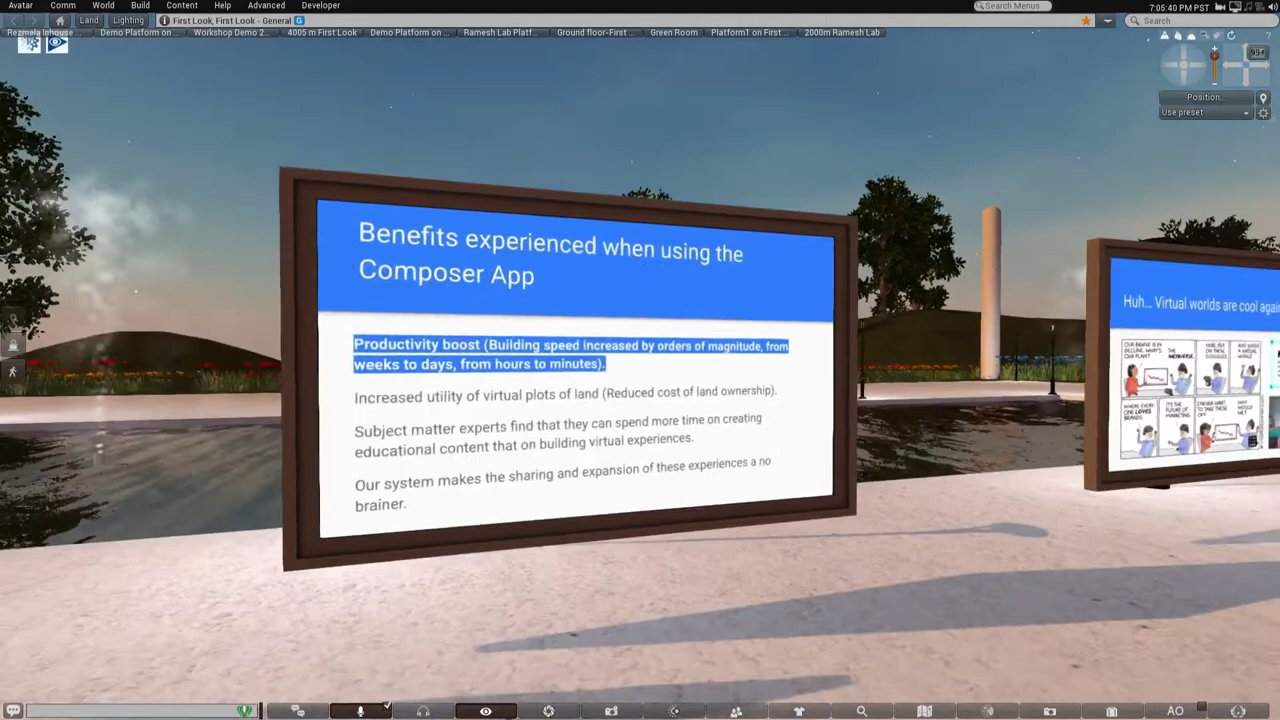 Avatar Comm World Build Content Help Advanced Developer
Search Menus
7:05:40 PM PST
Land Lighting First Look, First Look - General G
Search
Rezmela Inhouse ... Demo Platform on ... Workshop Demo 2... 4005 m First Look Demo Platform on ... Ramesh Lab Platf... Ground floor-First ... Green Room Platform1 on First ... 2000m Ramesh Lab
99+
Position...
Use preset
Benefits experienced when using the
Composer App
Productivity boost (Building speed increased by orders of magnitude, from
weeks to days, from hours to minutes).
Increased utility of virtual plots of land (Reduced cost of land ownership).
Subject matter experts find that they can spend more time on creating
educational content that on building virtual experiences.
Our system makes the sharing and expansion of these experiences a no
brainer.
Huh... Virtual worlds are cool again
AO